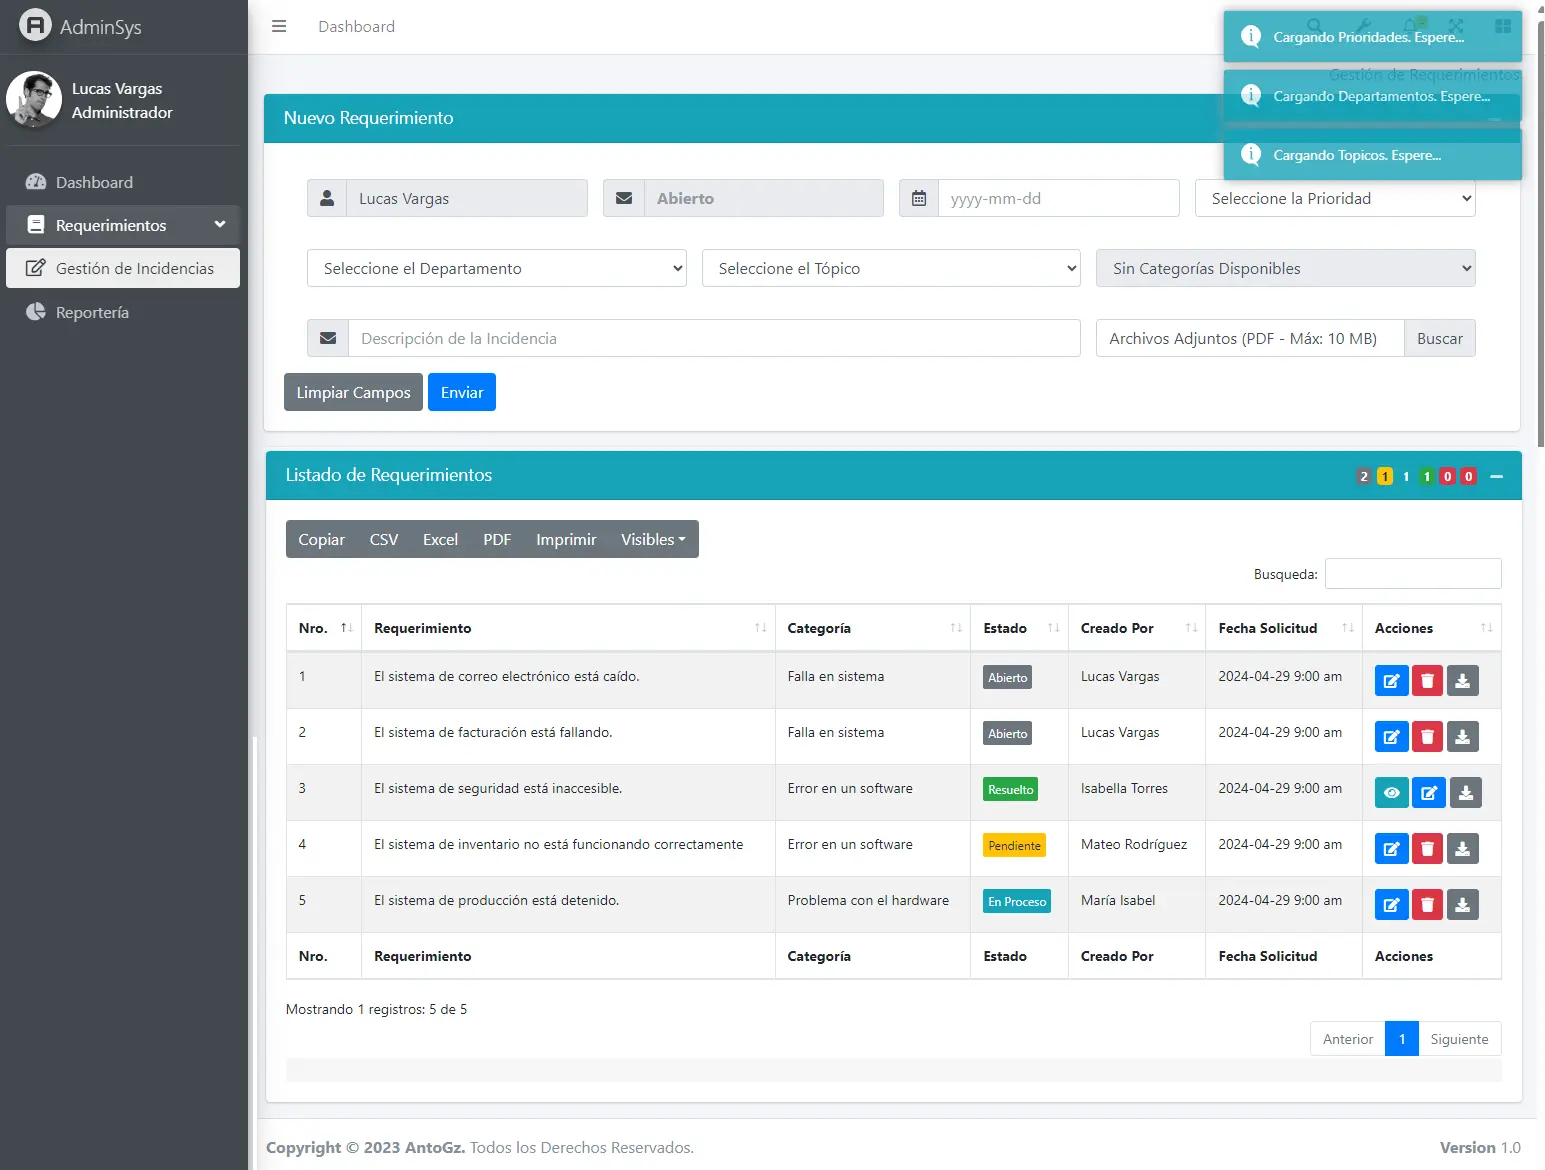 AdminSys
Dashboard
Cargando Prioridades. Espere...
Lucas Vargas
Administrador
Gestión de Requerimientos
Cargando Departamentos. Espere...
Nuevo Requerimiento
Cargando Topicos. Espere...
Dashboard
Requerimientos
Gestión de Incidencias
Reportería
Lucas Vargas
Abierto
yyyy-mm-dd
Seleccione la Prioridad
Seleccione el Departamento
Seleccione el Tópico
Sin Categorías Disponibles
Descripción de la Incidencia
Archivos Adjuntos (PDF - Máx: 10 MB)
Buscar
Limpiar Campos
Enviar
Listado de Requerimientos
2 1 1 1 0 0
Copiar CSV Excel PDF Imprimir Visibles
Busqueda:
Nro. Requerimiento Categoría Estado Creado Por Fecha Solicitud Acciones
1 El sistema de correo electrónico está caído. Falla en sistema Abierto Lucas Vargas 2024-04-29 9:00 am
2 El sistema de facturación está fallando. Falla en sistema Abierto Lucas Vargas 2024-04-29 9:00 am
3 El sistema de seguridad está inaccesible. Error en un software Resuelto Isabella Torres 2024-04-29 9:00 am
4 El sistema de inventario no está funcionando correctamente Error en un software Pendiente Mateo Rodríguez 2024-04-29 9:00 am
5 El sistema de producción está detenido. Problema con el hardware En Proceso María Isabel 2024-04-29 9:00 am
Nro. Requerimiento Categoría Estado Creado Por Fecha Solicitud Acciones
Mostrando 1 registros: 5 de 5
Anterior 1 Siguiente
Copyright © 2023 AntoGz. Todos los Derechos Reservados.
Version 1.0